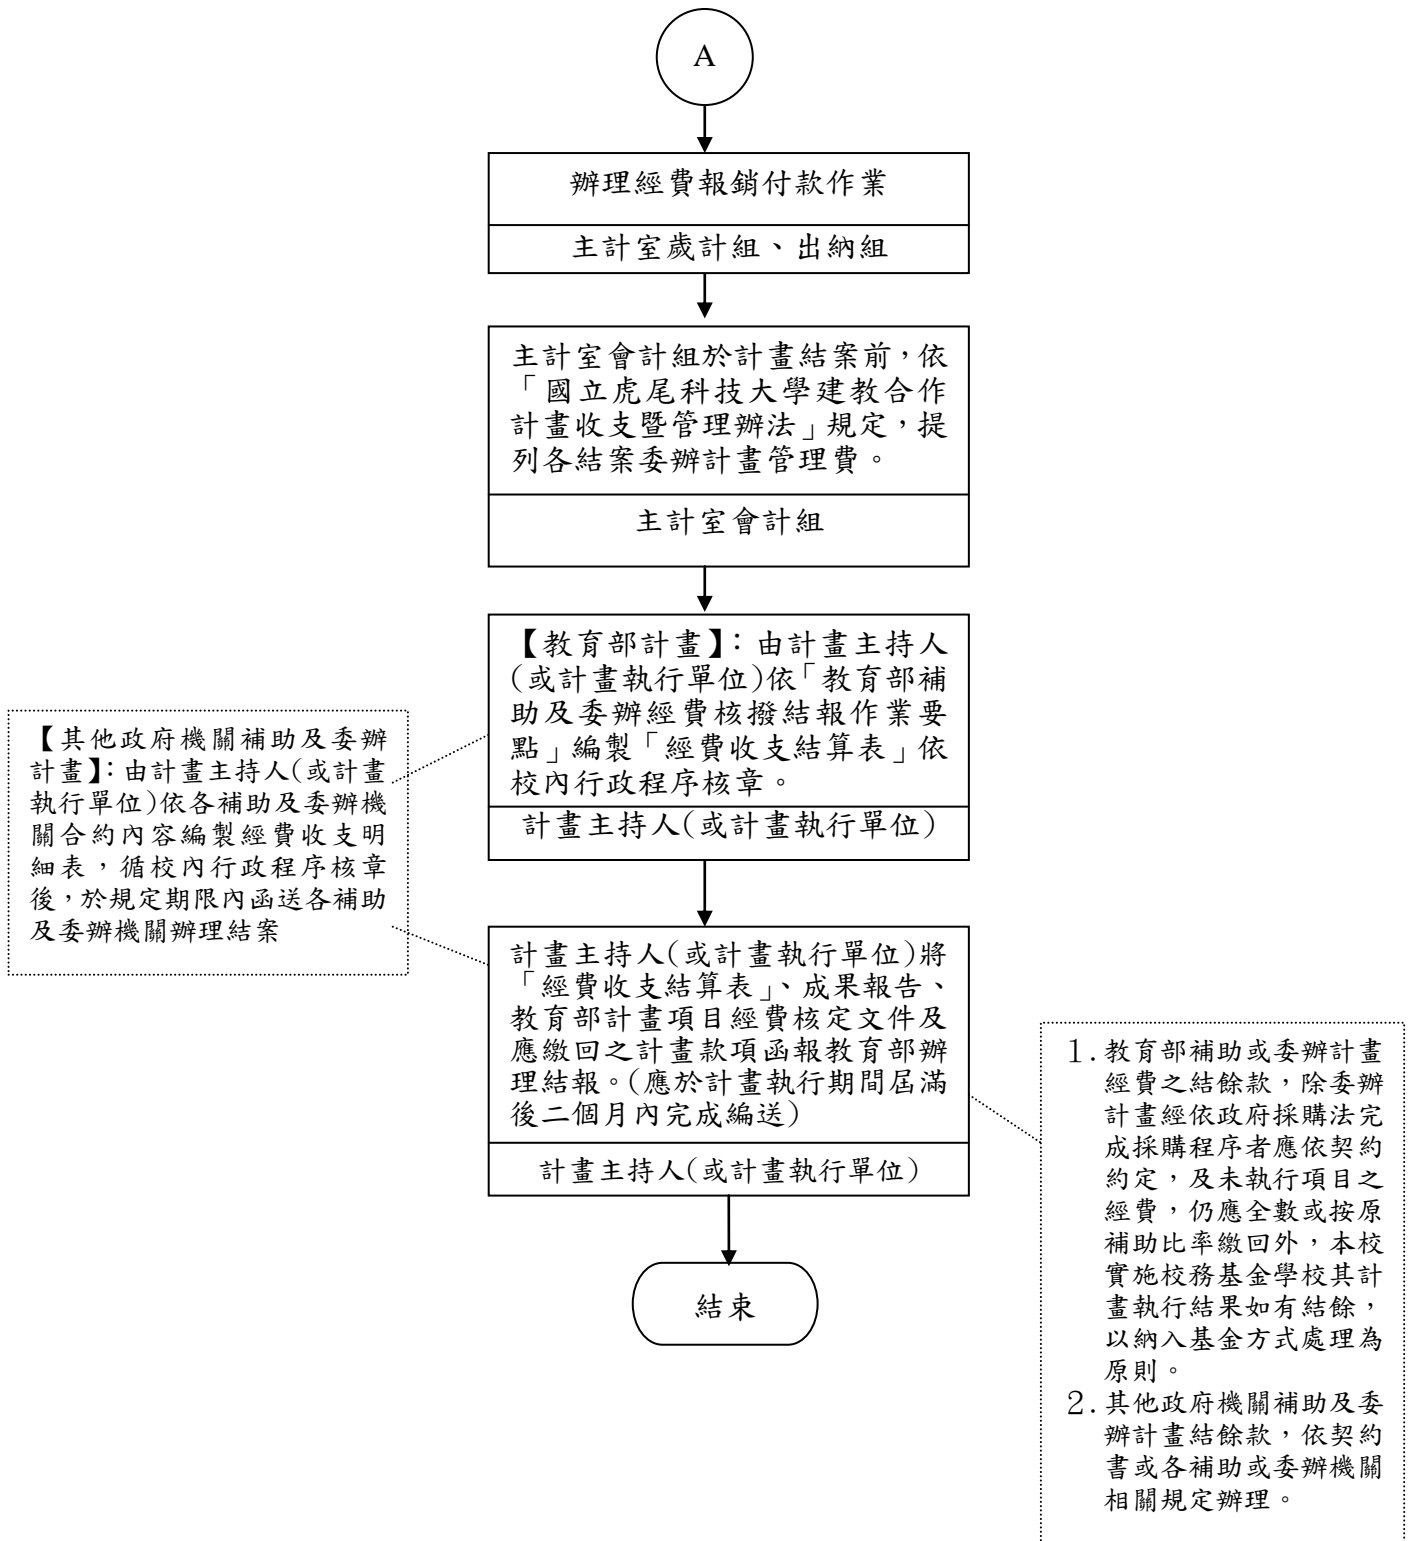 A
辦理經費報銷付款作業
主計室歲計組、出納組
主計室會計組於計畫結案前，依
「國立虎尾科技大學建教合作
計畫收支暨管理辦法」規定，提
列各結案委辦計畫管理費。
主計室會計組
【教育部計畫】：由計畫主持人
(或計畫執行單位)依「教育部補
助及委辦經費核撥結報作業要
點」編製「經費收支結算表」依
校內行政程序核章。
計畫主持人(或計畫執行單位)
【其他政府機關補助及委辦
計畫】：由計畫主持人(或計畫
執行單位)依各補助及委辦機
關合約內容編製經費收支明
細表，循校內行政程序核章
後，於規定期限內函送各補助
及委辦機關辦理結案
計畫主持人(或計畫執行單位)將
「經費收支結算表」、成果報告、
教育部計畫項目經費核定文件及
應繳回之計畫款項函報教育部辦
理結報。(應於計畫執行期間屆滿
後二個月內完成編送)
計畫主持人(或計畫執行單位)
1.教育部補助或委辦計畫
經費之結餘款，除委辦
計畫經依政府採購法完
成採購程序者應依契約
約定，及未執行項目之
經費，仍應全數或按原
補助比率繳回外，本校
實施校務基金學校其計
畫執行結果如有結餘，
以納入基金方式處理為
原則。
2.其他政府機關補助及委
辦計畫結餘款，依契約
書或各補助或委辦機關
相關規定辦理。
結束